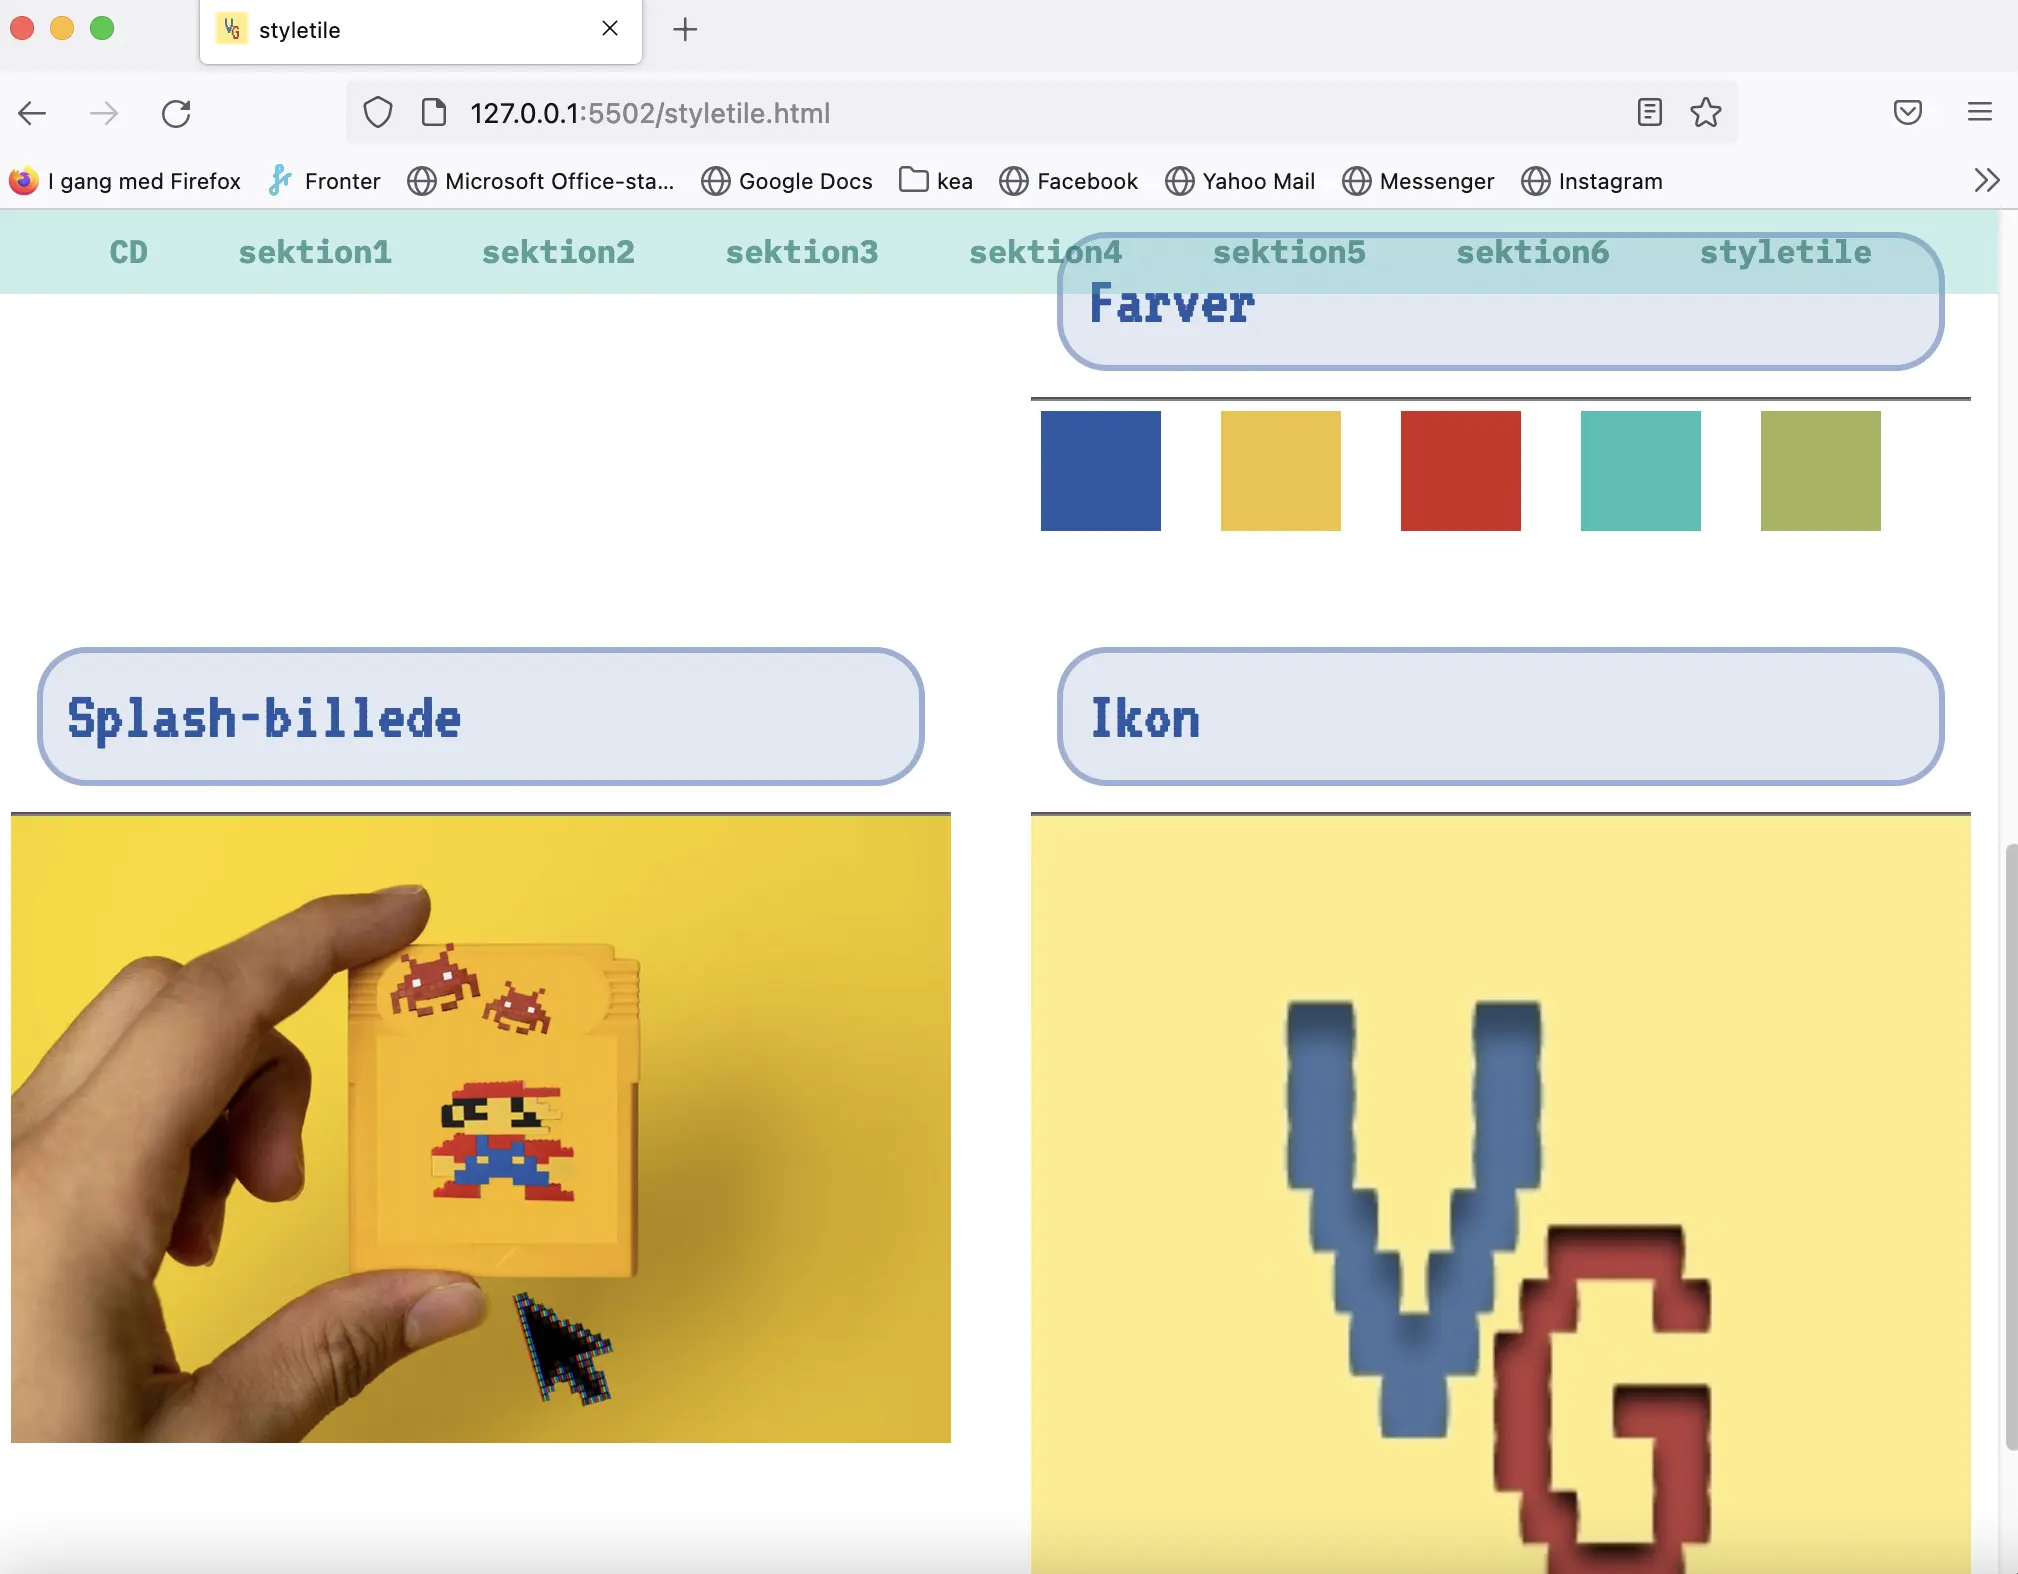 styletile
127.0.0.1:5502/styletile.html
I gang med Firefox Fronter Microsoft Office-sta... Google Docs kea Facebook Yahoo Mail Messenger Instagram
CD sektion1 sektion2 sektion3 sektion4 sektion5 sektion6 styletile
Farver
Splash-billede
Ikon
VG